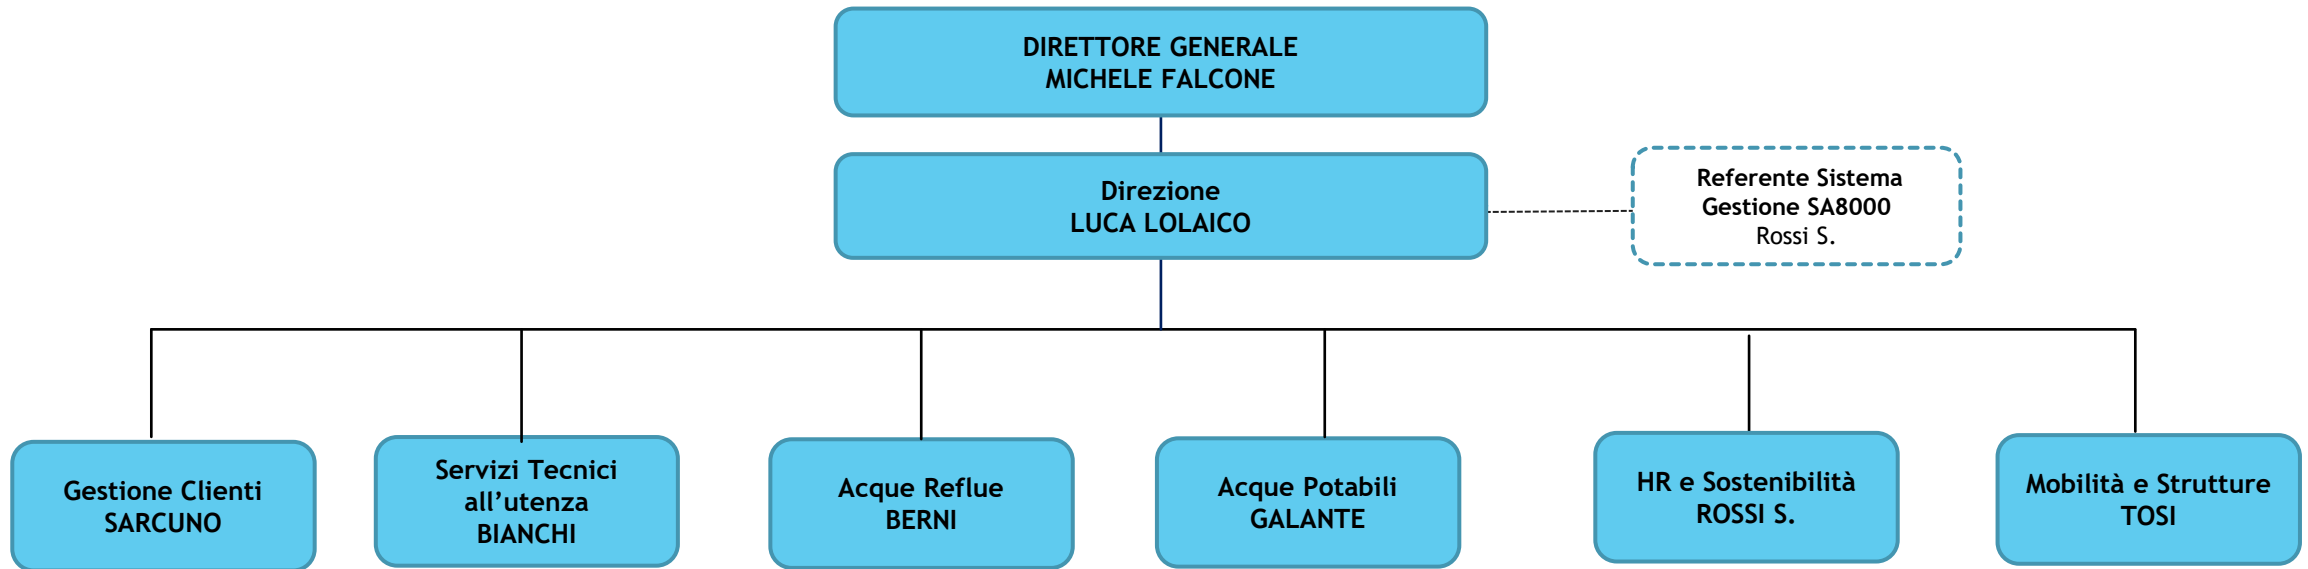 DIRETTORE GENERALE
MICHELE FALCONE
Direzione
LUCA LOLAICO
Referente Sistema
Gestione SA8000
Rossi S.
Gestione Clienti
SARCUNO
Servizi Tecnici
all’utenza
BIANCHI
Acque Reflue
BERNI
Acque Potabili
GALANTE
HR e Sostenibilità
ROSSI S.
Mobilità e Strutture
TOSI